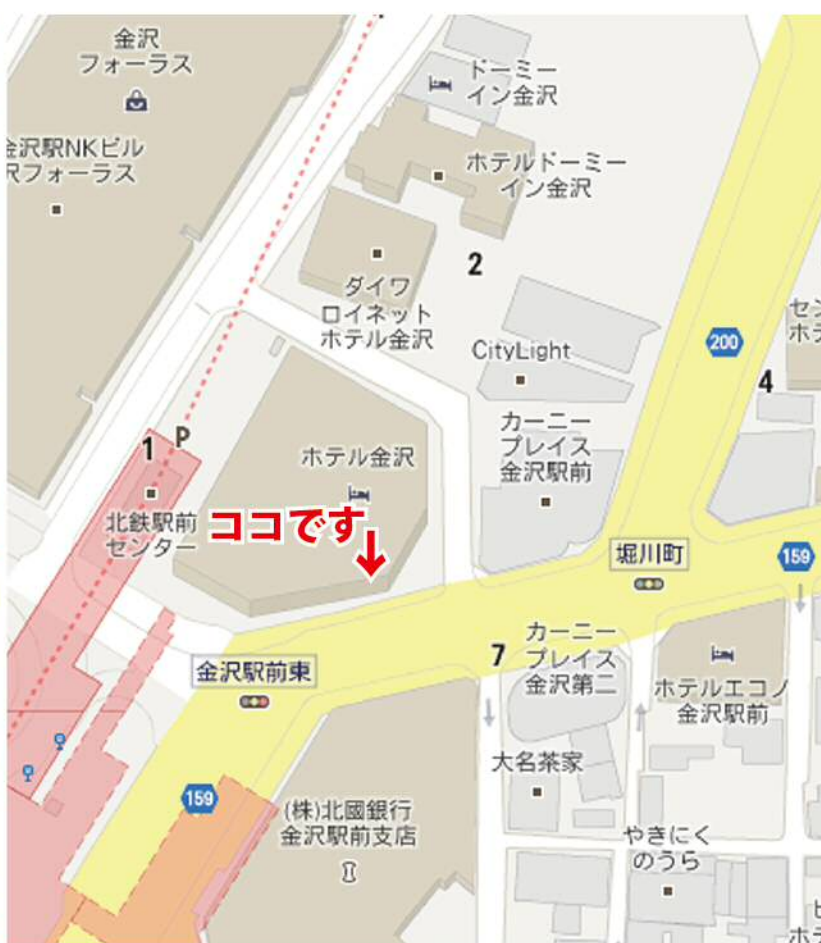 金沢
フォーラス
ドーミー
イン金沢
金沢駅NKビル
沢フォーラス
ホテルドーミー
イン金沢
2
ダイワ
ロイネット
ホテル金沢
CityLight
200
セン
ホテ
4
カーニー
プレイス
金沢駅前
1
P
ホテル金沢
北鉄駅前
センター
ココです
堀川町
159
金沢駅前東
7
カーニー
プレイス
金沢第二
ホテルエコノ
金沢駅前
大名茶家
159
(株)北國銀行
金沢駅前支店
やきにく
のうら
ホテ